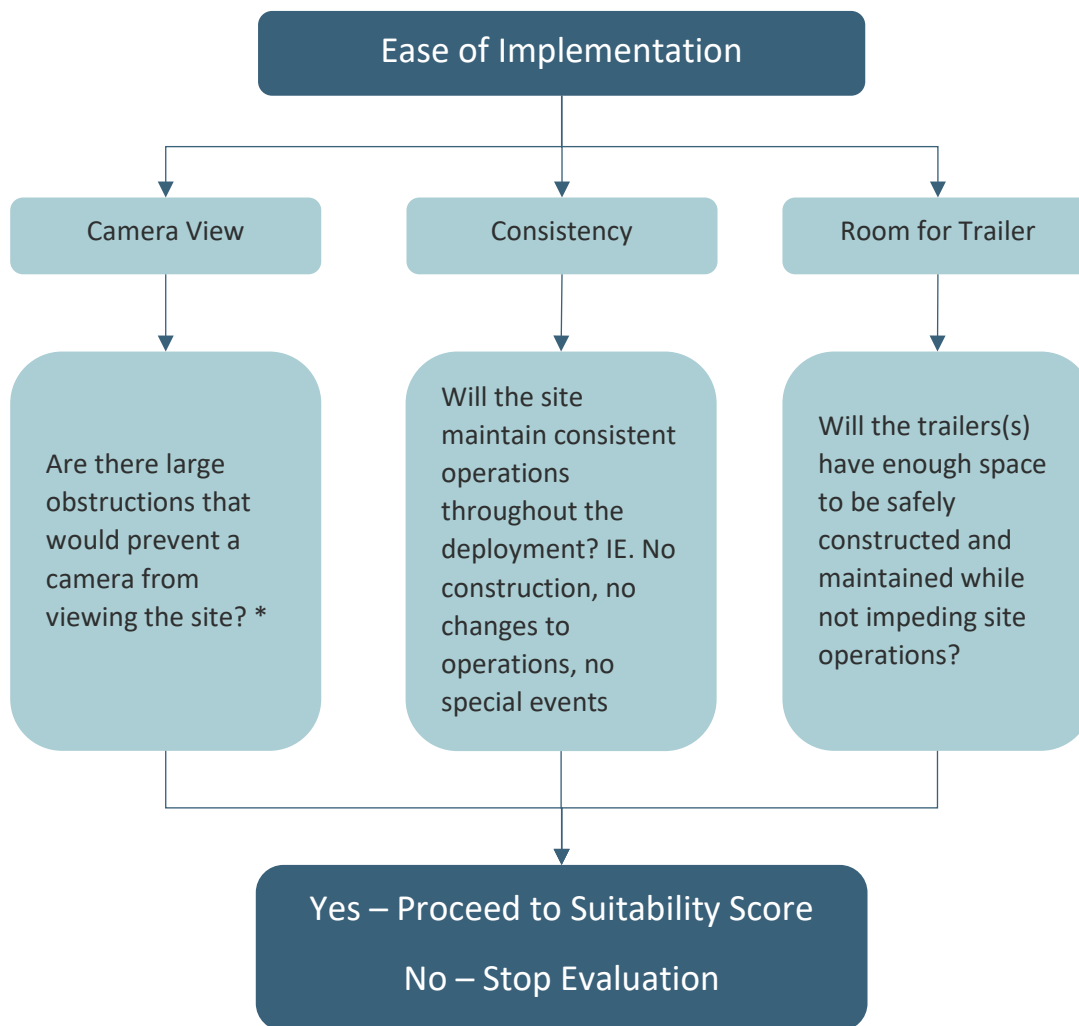 Ease of Implementation
Camera View
Consistency
Room for Trailer
Are there large
obstructions that
would prevent a
camera from
viewing the site? *
Will the site
maintain consistent
operations
throughout the
deployment? IE. No
construction, no
changes to
operations, no
special events
Will the trailers(s)
have enough space
to be safely
constructed and
maintained while
not impeding site
operations?
Yes – Proceed to Suitability Score
No – Stop Evaluation